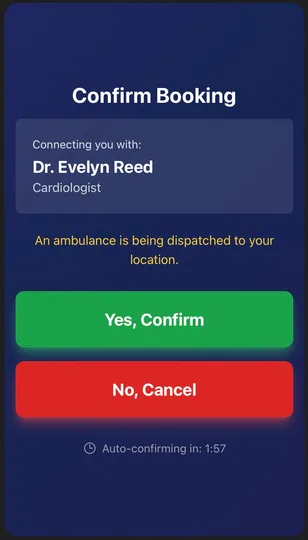 Confirm Booking
Connecting you with:
Dr. Evelyn Reed
Cardiologist
An ambulance is being dispatched to your
location.
Yes, Confirm
No, Cancel
Auto-confirming in: 1:57